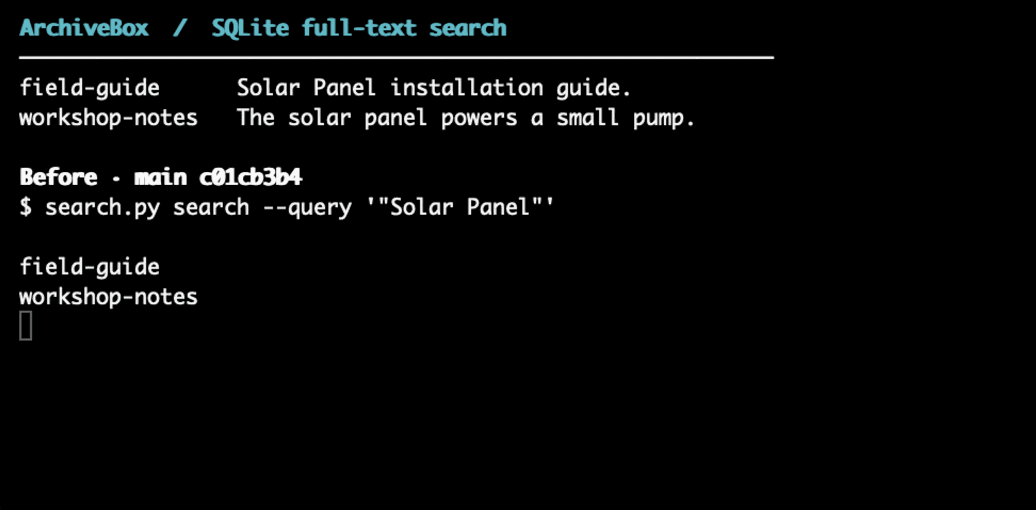 ArchiveBox / SQLite full-text search
field-guide Solar Panel installation guide.
workshop-notes The solar panel powers a small pump.
Before · main c01cb3b4
$ search.py search --query '"Solar Panel"'
field-guide
workshop-notes